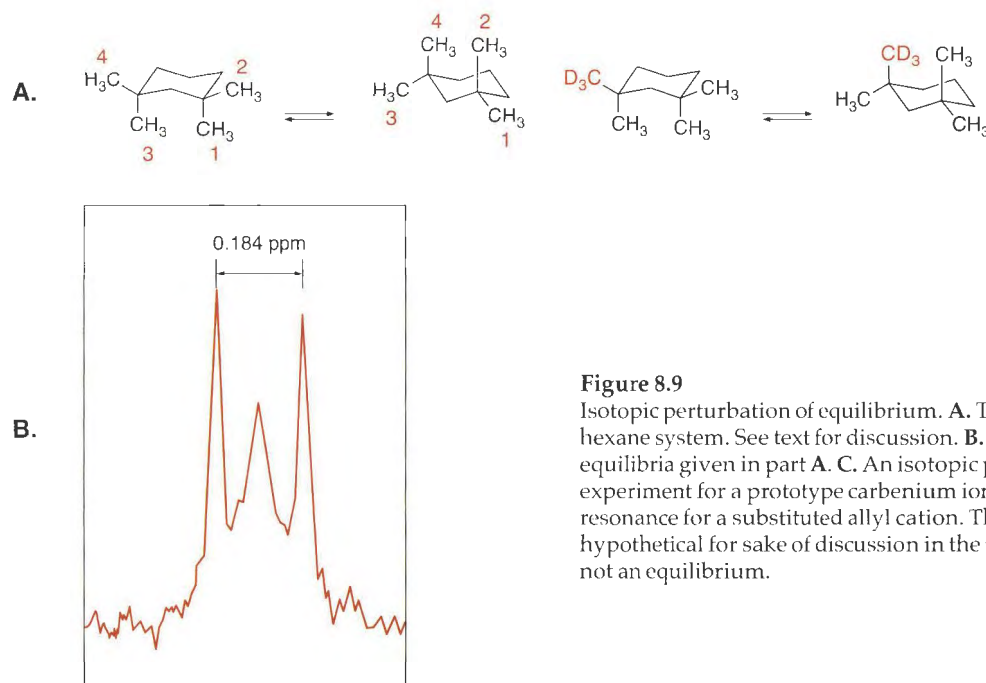 A.
4
H₃C
2
CH₃
CH₃
3
CH₃
1
4
CH₃
2
CH₃
H₃C
3
CH₃
1
D₃C
CH₃
CH₃
CH₃
CD₃
CH₃
H₃C
CH₃
B.
0.184 ppm
Figure 8.9
Isotopic perturbation of equilibrium. A. T
hexane system. See text for discussion. B.
equilibria given in part A. C. An isotopic p
experiment for a prototype carbenium ion
resonance for a substituted allyl cation. Th
hypothetical for sake of discussion in the
not an equilibrium.